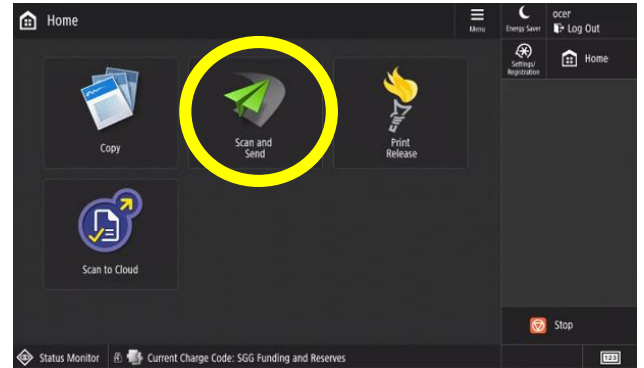 Home
Menu
Energy Saver
ocer
Log Out
Settings/
Registration
Home
Copy
Scan and
Send
Print
Release
Scan to Cloud
Stop
Status Monitor
Current Charge Code: SGG Funding and Reserves
123